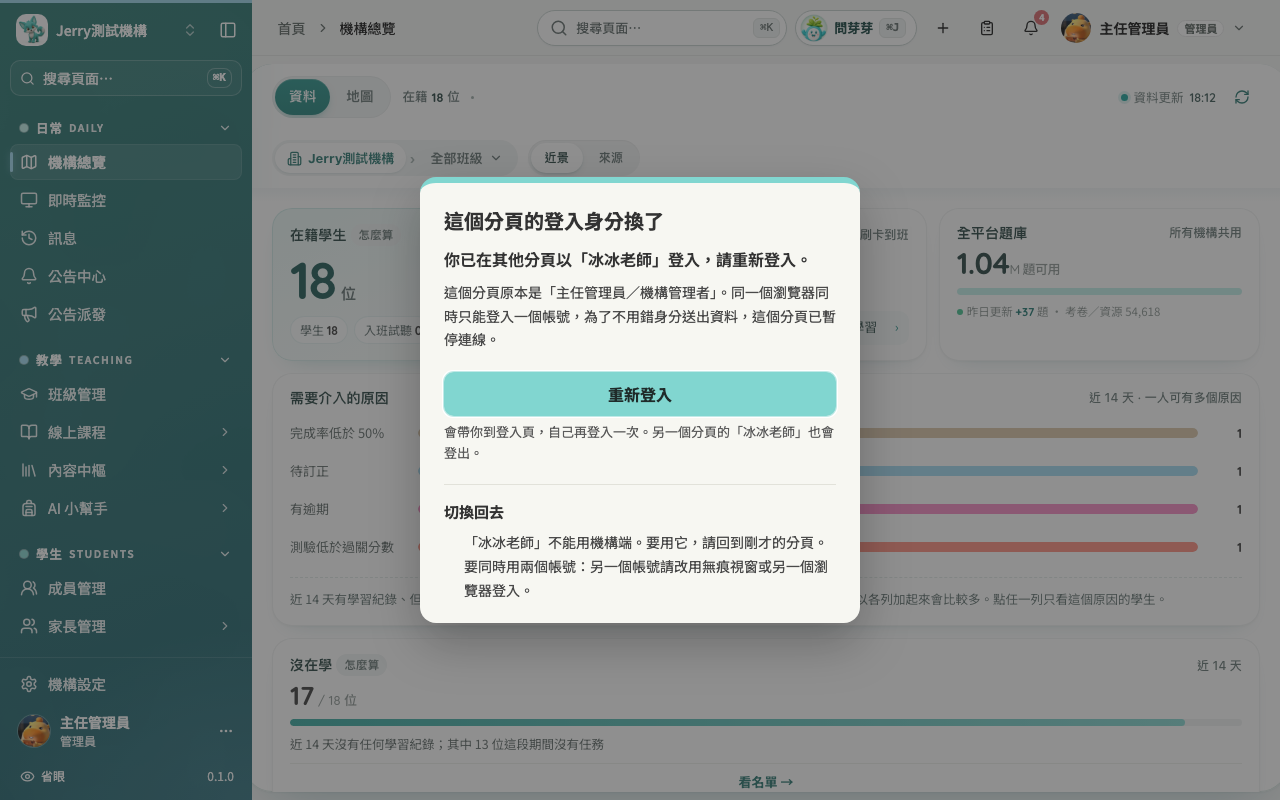 Jerry測試機構
搜尋頁面… ⌘K
日常 DAILY
機構總覽
即時監控
訊息
公告中心
公告派發
教學 TEACHING
班級管理
線上課程
內容中樞
AI 小幫手
學生 STUDENTS
成員管理
家長管理
機構設定
主任管理員
管理員
省眼 0.1.0
首頁 › 機構總覽
搜尋頁面… ⌘K
問芽芽 ⌘J
4
主任管理員 管理員
資料 地圖 在籍 18 位 •
資料更新 18:12
Jerry測試機構 › 全部班級 近景 來源
在籍學生 怎麼算
18 位
學生 18 入班試聽
刷卡到班
學習 ›
全平台題庫 所有機構共用
1.04M 題可用
昨日更新 +37 題 • 考卷／資源 54,618
需要介入的原因 近 14 天 · 一人可有多個原因
完成率低於 50% 1
待訂正 1
有逾期 1
測驗低於過關分數 1
近 14 天有學習紀錄、但
以各列加起來會比較多。點任一列只看這個原因的學生。
沒在學 怎麼算 近 14 天
17 / 18 位
近 14 天沒有任何學習紀錄；其中 13 位這段期間沒有任務
看名單 →
這個分頁的登入身分換了
你已在其他分頁以「冰冰老師」登入，請重新登入。
這個分頁原本是「主任管理員／機構管理者」。同一個瀏覽器同
時只能登入一個帳號，為了不用錯身分送出資料，這個分頁已暫
停連線。
重新登入
會帶你到登入頁，自己再登入一次。另一個分頁的「冰冰老師」也會
登出。
切換回去
「冰冰老師」不能用機構端。要用它，請回到剛才的分頁。
要同時用兩個帳號：另一個帳號請改用無痕視窗或另一個瀏
覽器登入。